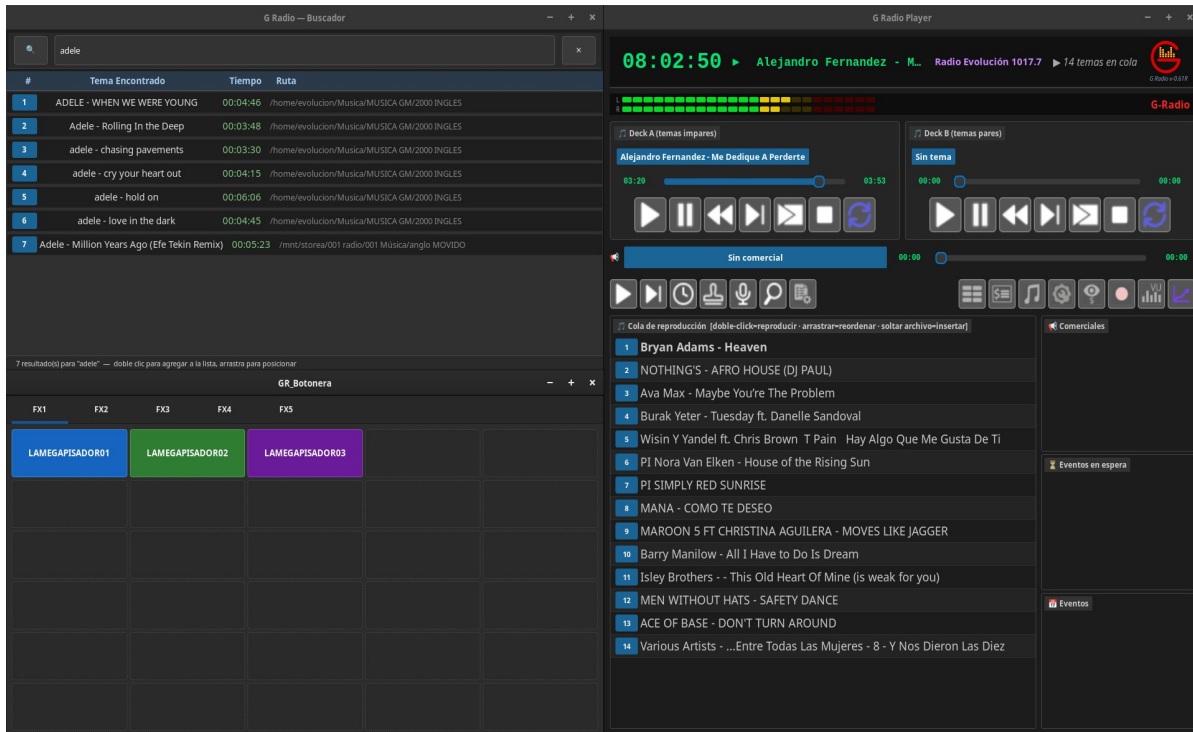 G Radio — Buscador
adele
# Tema Encontrado Tiempo Ruta
1 ADELE - WHEN WE WERE YOUNG 00:04:46 /home/evolucion/Musica/MUSICA GM/2000 INGLES
2 Adele - Rolling In the Deep 00:03:48 /home/evolucion/Musica/MUSICA GM/2000 INGLES
3 adele - chasing pavements 00:03:30 /home/evolucion/Musica/MUSICA GM/2000 INGLES
4 adele - cry your heart out 00:04:15 /home/evolucion/Musica/MUSICA GM/2000 INGLES
5 adele - hold on 00:06:06 /home/evolucion/Musica/MUSICA GM/2000 INGLES
6 adele - love in the dark 00:04:45 /home/evolucion/Musica/MUSICA GM/2000 INGLES
7 Adele - Million Years Ago (Efe Tekin Remix) 00:05:23 /mnt/storea/001 radio/001 Música/anglo MOVIDO
7 resultado(s) para "adele" — doble clic para agregar a la lista, arrastra para posicionar
GR_Botonera
FX1 FX2 FX3 FX4 FX5
LAMEGAPISADOR01 LAMEGAPISADOR02 LAMEGAPISADOR03
G Radio Player
08:02:50 ▶ Alejandro Fernandez - M… Radio Evolución 1017.7 ▶ 14 temas en cola
G Radio v-0.61R
L
R
G-Radio
Deck A (temas impares)
Alejandro Fernandez - Me Dedique A Perderte
03:20 03:53
Deck B (temas pares)
Sin tema
00:00 00:00
Sin comercial 00:00 00:00
VU
Cola de reproducción [doble-click=reproducir · arrastrar=reordenar · soltar archivo=insertar]
1 Bryan Adams - Heaven
2 NOTHING'S - AFRO HOUSE (DJ PAUL)
3 Ava Max - Maybe You're The Problem
4 Burak Yeter - Tuesday ft. Danelle Sandoval
5 Wisin Y Yandel ft. Chris Brown T Pain Hay Algo Que Me Gusta De Ti
6 PI Nora Van Elken - House of the Rising Sun
7 PI SIMPLY RED SUNRISE
8 MANA - COMO TE DESEO
9 MAROON 5 FT CHRISTINA AGUILERA - MOVES LIKE JAGGER
10 Barry Manilow - All I Have to Do Is Dream
11 Isley Brothers - - This Old Heart Of Mine (is weak for you)
12 MEN WITHOUT HATS - SAFETY DANCE
13 ACE OF BASE - DON'T TURN AROUND
14 Various Artists - ...Entre Todas Las Mujeres - 8 - Y Nos Dieron Las Diez
Comerciales
Eventos en espera
Eventos